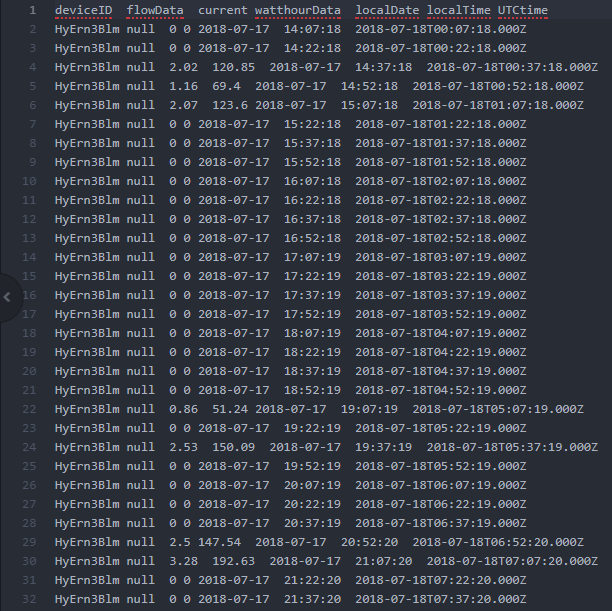 1 deviceID flowData current watthourData localDate localTime UTCtime
2 HyErn3Blm null 0 0 2018-07-17 14:07:18 2018-07-18T00:07:18.000Z
3 HyErn3Blm null 0 0 2018-07-17 14:22:18 2018-07-18T00:22:18.000Z
4 HyErn3Blm null 2.02 120.85 2018-07-17 14:37:18 2018-07-18T00:37:18.000Z
5 HyErn3Blm null 1.16 69.4 2018-07-17 14:52:18 2018-07-18T00:52:18.000Z
6 HyErn3Blm null 2.07 123.6 2018-07-17 15:07:18 2018-07-18T01:07:18.000Z
7 HyErn3Blm null 0 0 2018-07-17 15:22:18 2018-07-18T01:22:18.000Z
8 HyErn3Blm null 0 0 2018-07-17 15:37:18 2018-07-18T01:37:18.000Z
9 HyErn3Blm null 0 0 2018-07-17 15:52:18 2018-07-18T01:52:18.000Z
10 HyErn3Blm null 0 0 2018-07-17 16:07:18 2018-07-18T02:07:18.000Z
11 HyErn3Blm null 0 0 2018-07-17 16:22:18 2018-07-18T02:22:18.000Z
12 HyErn3Blm null 0 0 2018-07-17 16:37:18 2018-07-18T02:37:18.000Z
13 HyErn3Blm null 0 0 2018-07-17 16:52:18 2018-07-18T02:52:18.000Z
14 HyErn3Blm null 0 0 2018-07-17 17:07:19 2018-07-18T03:07:19.000Z
15 HyErn3Blm null 0 0 2018-07-17 17:22:19 2018-07-18T03:22:19.000Z
16 HyErn3Blm null 0 0 2018-07-17 17:37:19 2018-07-18T03:37:19.000Z
17 HyErn3Blm null 0 0 2018-07-17 17:52:19 2018-07-18T03:52:19.000Z
18 HyErn3Blm null 0 0 2018-07-17 18:07:19 2018-07-18T04:07:19.000Z
19 HyErn3Blm null 0 0 2018-07-17 18:22:19 2018-07-18T04:22:19.000Z
20 HyErn3Blm null 0 0 2018-07-17 18:37:19 2018-07-18T04:37:19.000Z
21 HyErn3Blm null 0 0 2018-07-17 18:52:19 2018-07-18T04:52:19.000Z
22 HyErn3Blm null 0.86 51.24 2018-07-17 19:07:19 2018-07-18T05:07:19.000Z
23 HyErn3Blm null 0 0 2018-07-17 19:22:19 2018-07-18T05:22:19.000Z
24 HyErn3Blm null 2.53 150.09 2018-07-17 19:37:19 2018-07-18T05:37:19.000Z
25 HyErn3Blm null 0 0 2018-07-17 19:52:19 2018-07-18T05:52:19.000Z
26 HyErn3Blm null 0 0 2018-07-17 20:07:19 2018-07-18T06:07:19.000Z
27 HyErn3Blm null 0 0 2018-07-17 20:22:19 2018-07-18T06:22:19.000Z
28 HyErn3Blm null 0 0 2018-07-17 20:37:19 2018-07-18T06:37:19.000Z
29 HyErn3Blm null 2.5 147.54 2018-07-17 20:52:20 2018-07-18T06:52:20.000Z
30 HyErn3Blm null 3.28 192.63 2018-07-17 21:07:20 2018-07-18T07:07:20.000Z
31 HyErn3Blm null 0 0 2018-07-17 21:22:20 2018-07-18T07:22:20.000Z
32 HyErn3Blm null 0 0 2018-07-17 21:37:20 2018-07-18T07:37:20.000Z